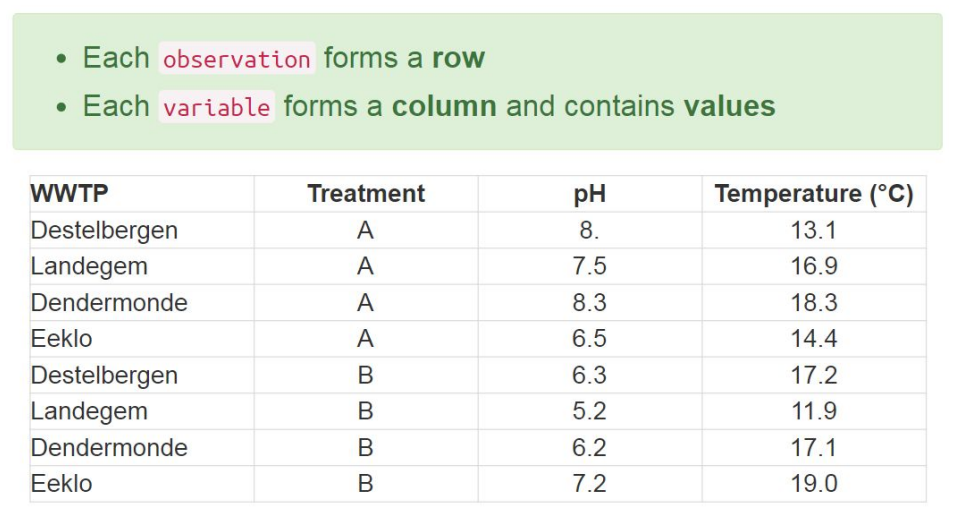 • Each observation forms a row
• Each variable forms a column and contains values
WWTP Treatment pH Temperature (°C)
Destelbergen A 8. 13.1
Landegem A 7.5 16.9
Dendermonde A 8.3 18.3
Eeklo A 6.5 14.4
Destelbergen B 6.3 17.2
Landegem B 5.2 11.9
Dendermonde B 6.2 17.1
Eeklo B 7.2 19.0